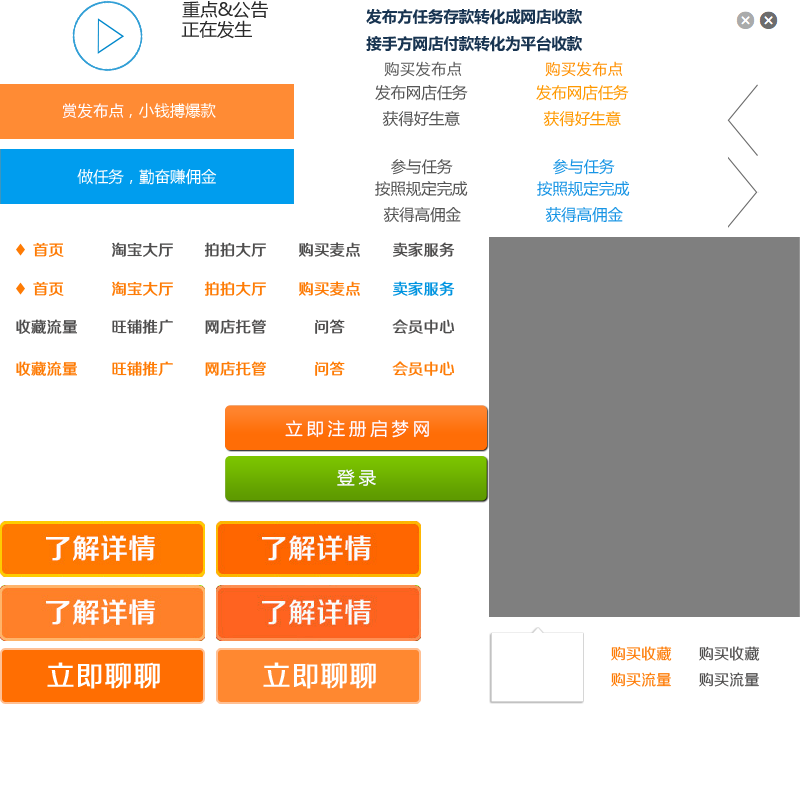 重点&公告
正在发生
发布方任务存款转化成网店收款
接手方网店付款转化为平台收款
购买发布点 购买发布点
发布网店任务 发布网店任务
获得好生意 获得好生意
赏发布点，小钱搏爆款
做任务，勤奋赚佣金
参与任务 参与任务
按照规定完成 按照规定完成
获得高佣金 获得高佣金
首页 淘宝大厅 拍拍大厅 购买麦点 卖家服务
首页 淘宝大厅 拍拍大厅 购买麦点 卖家服务
收藏流量 旺铺推广 网店托管 问答 会员中心
收藏流量 旺铺推广 网店托管 问答 会员中心
立即注册启梦网
登录
了解详情 了解详情
了解详情 了解详情
立即聊聊 立即聊聊
购买收藏 购买收藏
购买流量 购买流量